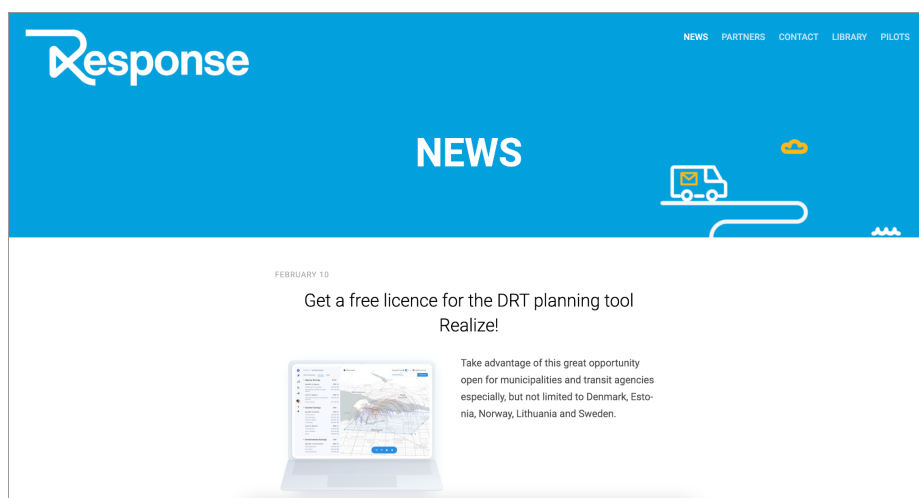 Response
NEWS PARTNERS CONTACT LIBRARY PILOTS
NEWS
FEBRUARY 10
Get a free licence for the DRT planning tool
Realize!
Take advantage of this great opportunity
open for municipalities and transit agencies
especially, but not limited to Denmark, Esto-
nia, Norway, Lithuania and Sweden.